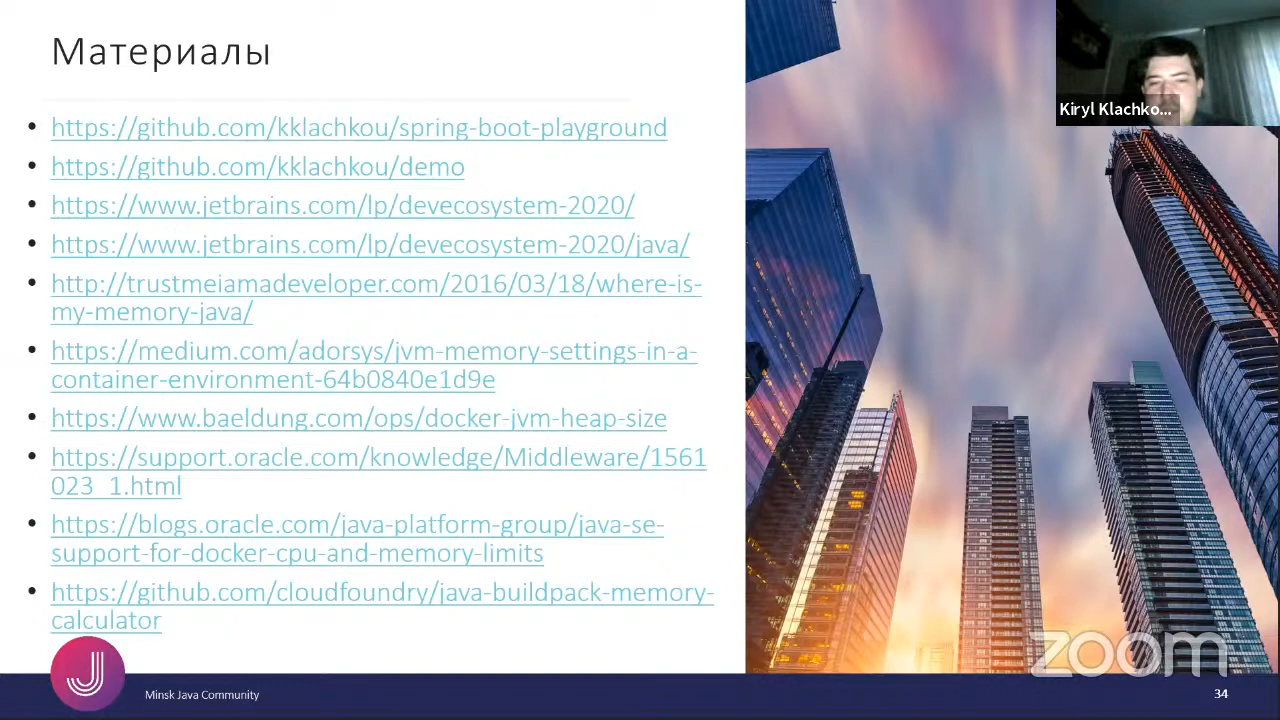 Материалы
Kiryl Klachko...
https://github.com/kklachkou/spring-boot-playground
https://github.com/kklachkou/demo
https://www.jetbrains.com/lp/devecosystem-2020/
https://www.jetbrains.com/lp/devecosystem-2020/java/
http://trustmeiamadeveloper.com/2016/03/18/where-is-
my-memory-java/
https://medium.com/adorsys/jvm-memory-settings-in-a-
container-environment-64b0840e1d9e
https://www.baeldung.com/ops/docker-jvm-heap-size
https://support.oracle.com/knowledge/Middleware/1561
023_1.html
https://blogs.oracle.com/java-platform-group/java-se-
support-for-docker-cpu-and-memory-limits
https://github.com/cloudfoundry/java-buildpack-memory-
calculator
zoom
J
Minsk Java Community
34